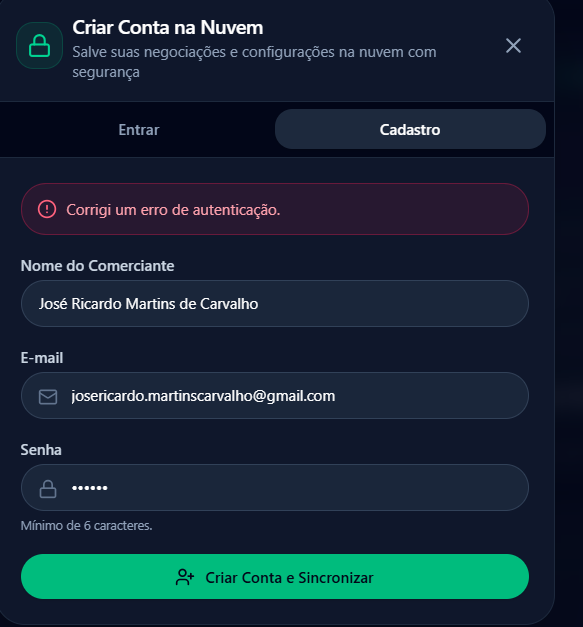 Criar Conta na Nuvem
Salve suas negociações e configurações na nuvem com
segurança
Entrar
Cadastro
Corrigi um erro de autenticação.
Nome do Comerciante
José Ricardo Martins de Carvalho
E-mail
josericardo.martinscarvalho@gmail.com
Senha
••••••
Mínimo de 6 caracteres.
Criar Conta e Sincronizar